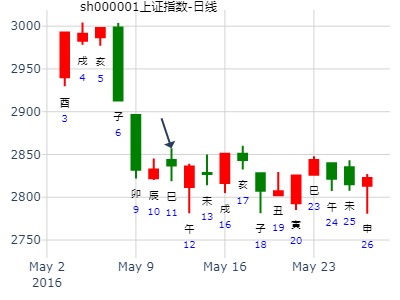 sh000001上证指数-日线
3000
2950
2900
2850
2800
2750
酉
3
戌
4
亥
5
子
6
卯
9
辰
10
巳
11
午
12
未
13
戌
16
亥
17
子
18
丑
19
寅
20
巳
23
午
24
未
25
申
26
May 2
2016
May 9
May 16
May 23